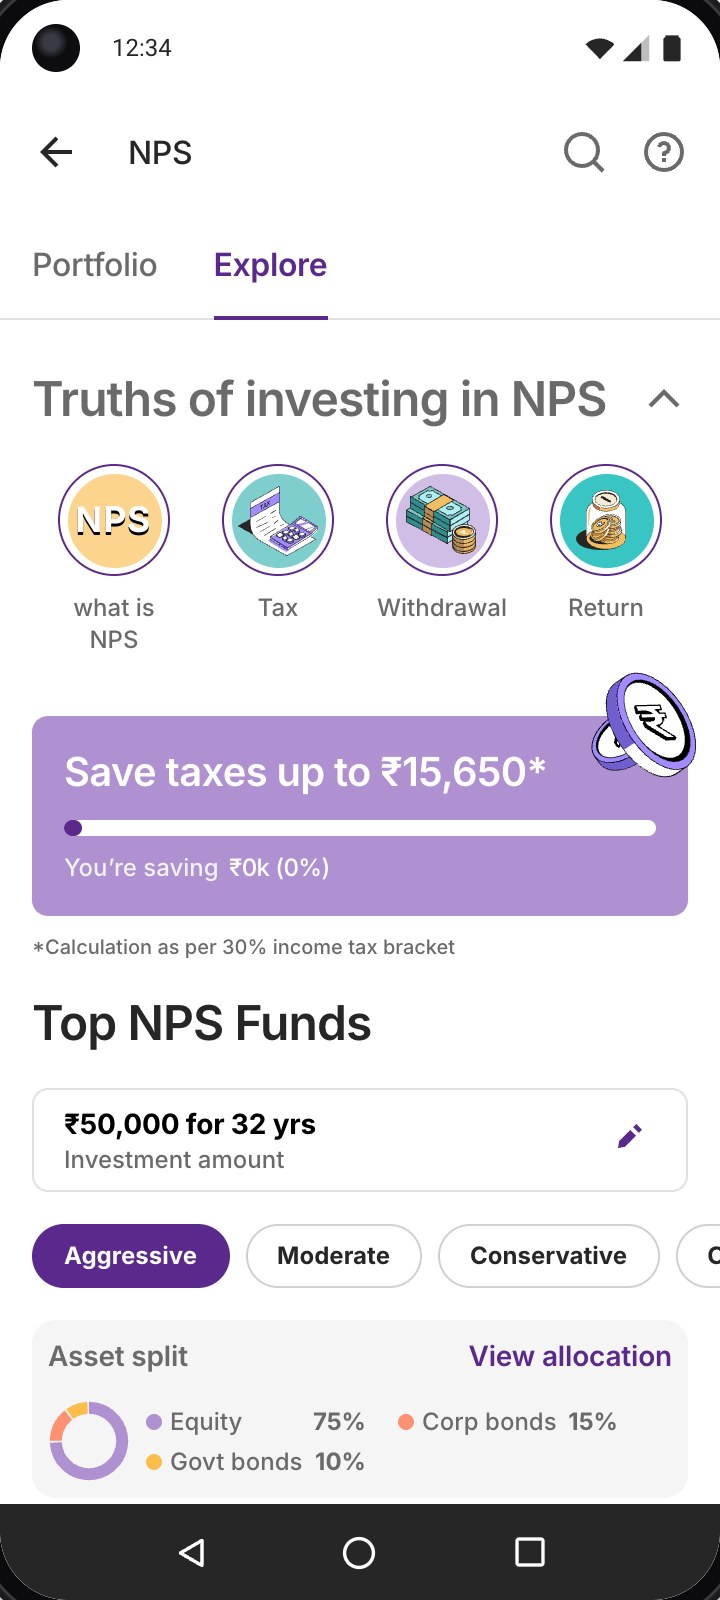 12:34
NPS
Portfolio
Explore
Truths of investing in NPS
NPS
TAX
what is
NPS
Tax
Withdrawal
Return
Save taxes up to ₹15,650*
You’re saving ₹0k (0%)
*Calculation as per 30% income tax bracket
Top NPS Funds
₹50,000 for 32 yrs
Investment amount
Aggressive
Moderate
Conservative
Asset split
View allocation
Equity 75%
Corp bonds 15%
Govt bonds 10%